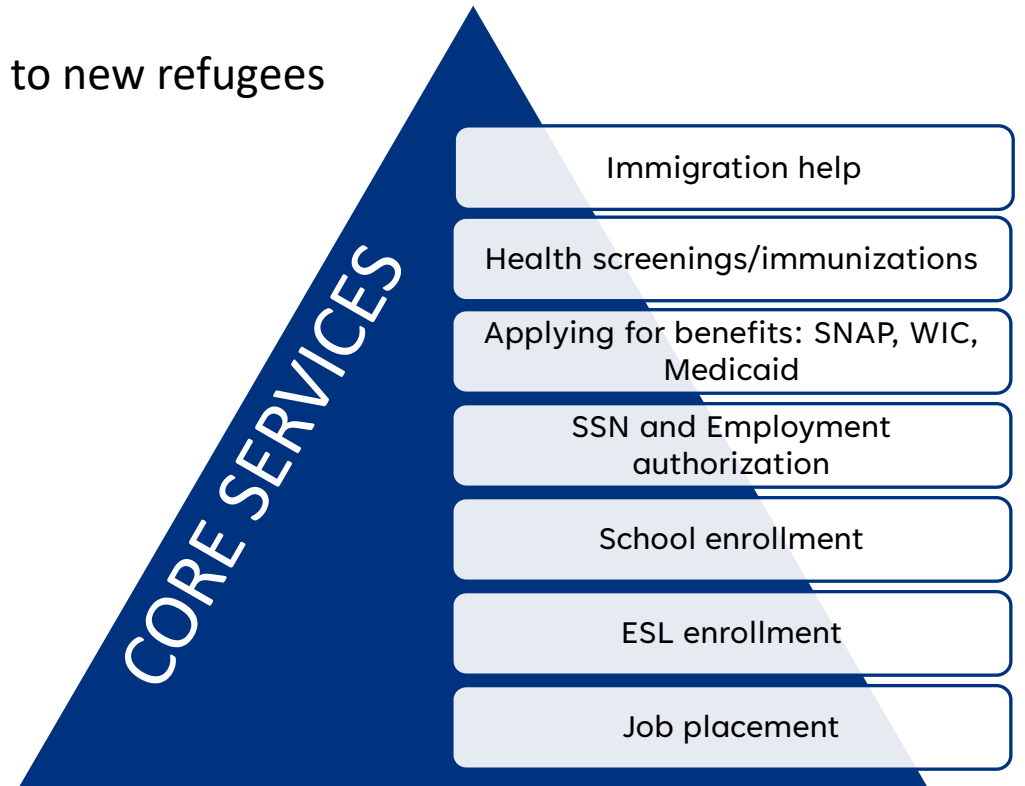 to new refugees
CORE SERVICES
Immigration help
Health screenings/immunizations
Applying for benefits: SNAP, WIC,
Medicaid
SSN and Employment
authorization
School enrollment
ESL enrollment
Job placement